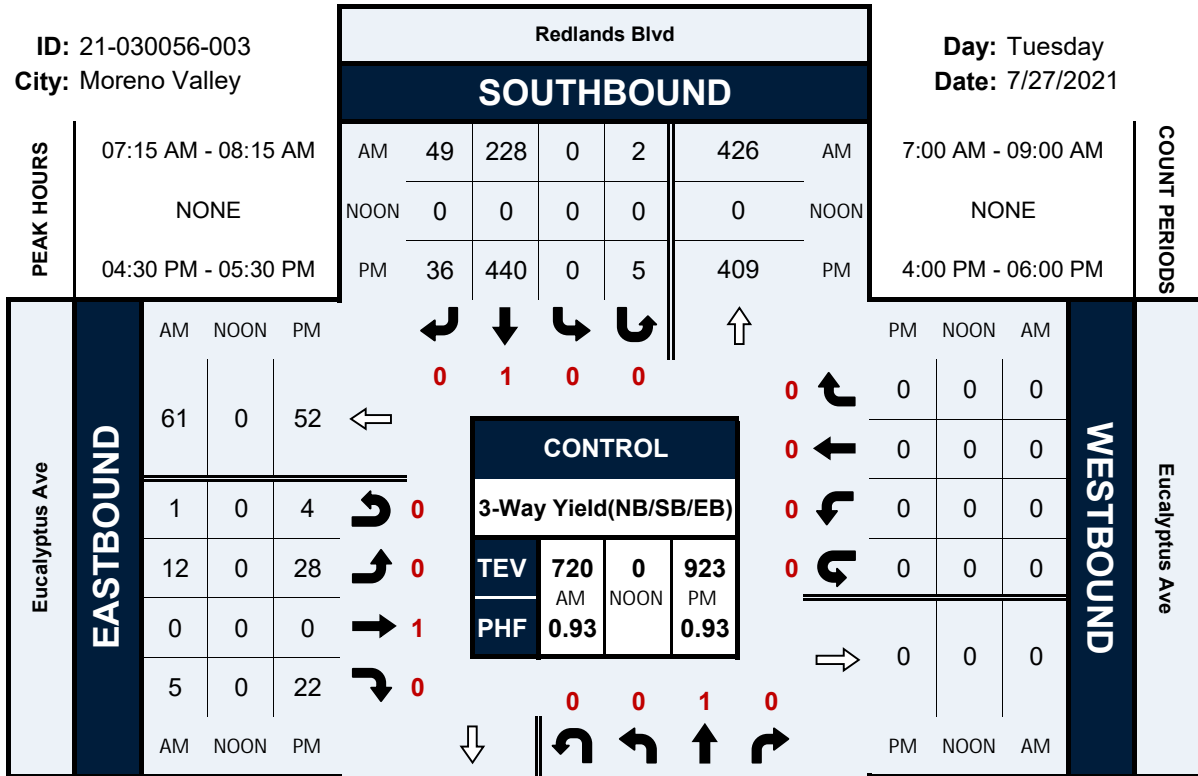 Redlands Blvd
ID: 21-030056-003
Day: Tuesday
City: Moreno Valley
Date: 7/27/2021
SOUTHBOUND
PEAK HOURS
07:15 AM - 08:15 AM
NONE
04:30 PM - 05:30 PM
AM 49 228 0 2 426 AM
NOON 0 0 0 0 0 NOON
PM 36 440 0 5 409 PM
7:00 AM - 09:00 AM
NONE
4:00 PM - 06:00 PM
COUNT PERIODS
0 1 0 0
Eucalyptus Ave
EASTBOUND
AM NOON PM
61 0 52
1 0 4 0
12 0 28 0
0 0 0 1
5 0 22 0
AM NOON PM
CONTROL
3-Way Yield(NB/SB/EB)
TEV 720 0 923
AM NOON PM
PHF 0.93 0.93
PM NOON AM
0 0 0 0
0 0 0 0
0 0 0 0
0 0 0 0
0 0 0
PM NOON AM
WESTBOUND
Eucalyptus Ave
0 0 1 0